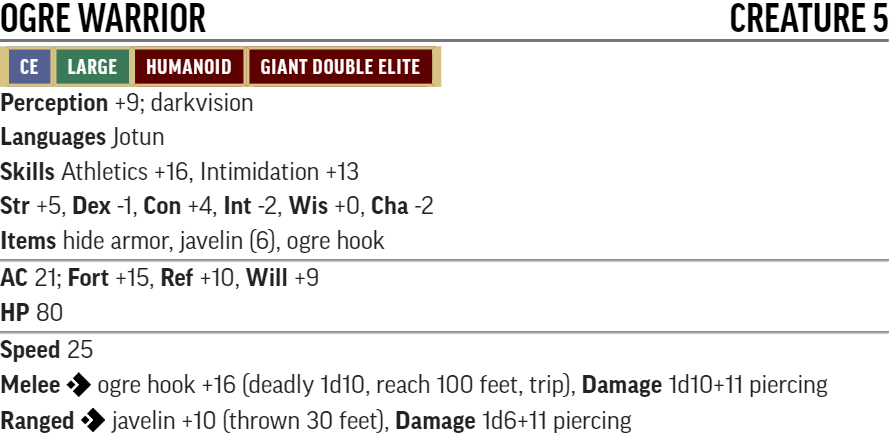 OGRE WARRIOR CREATURE 5
CE LARGE HUMANOID GIANT DOUBLE ELITE
Perception +9; darkvision
Languages Jotun
Skills Athletics +16, Intimidation +13
Str +5, Dex -1, Con +4, Int -2, Wis +0, Cha -2
Items hide armor, javelin (6), ogre hook
AC 21; Fort +15, Ref +10, Will +9
HP 80
Speed 25
Melee ogre hook +16 (deadly 1d10, reach 100 feet, trip), Damage 1d10+11 piercing
Ranged javelin +10 (thrown 30 feet), Damage 1d6+11 piercing